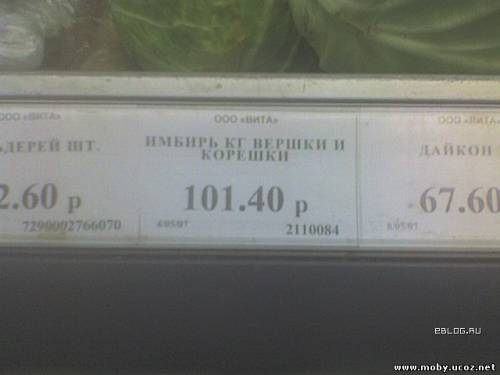 ООО «ВИТА»
ДЕРЕЙ ШТ.
2.60 р
7290002766070
ООО «ВИТА»
ИМБИРЬ КГ ВЕРШКИ И
КОРЕШКИ
101.40 р
2110084
ООО «ВИТА»
ДАЙКОН
67.60
EBLOG.RU
www.moby.ucoz.net